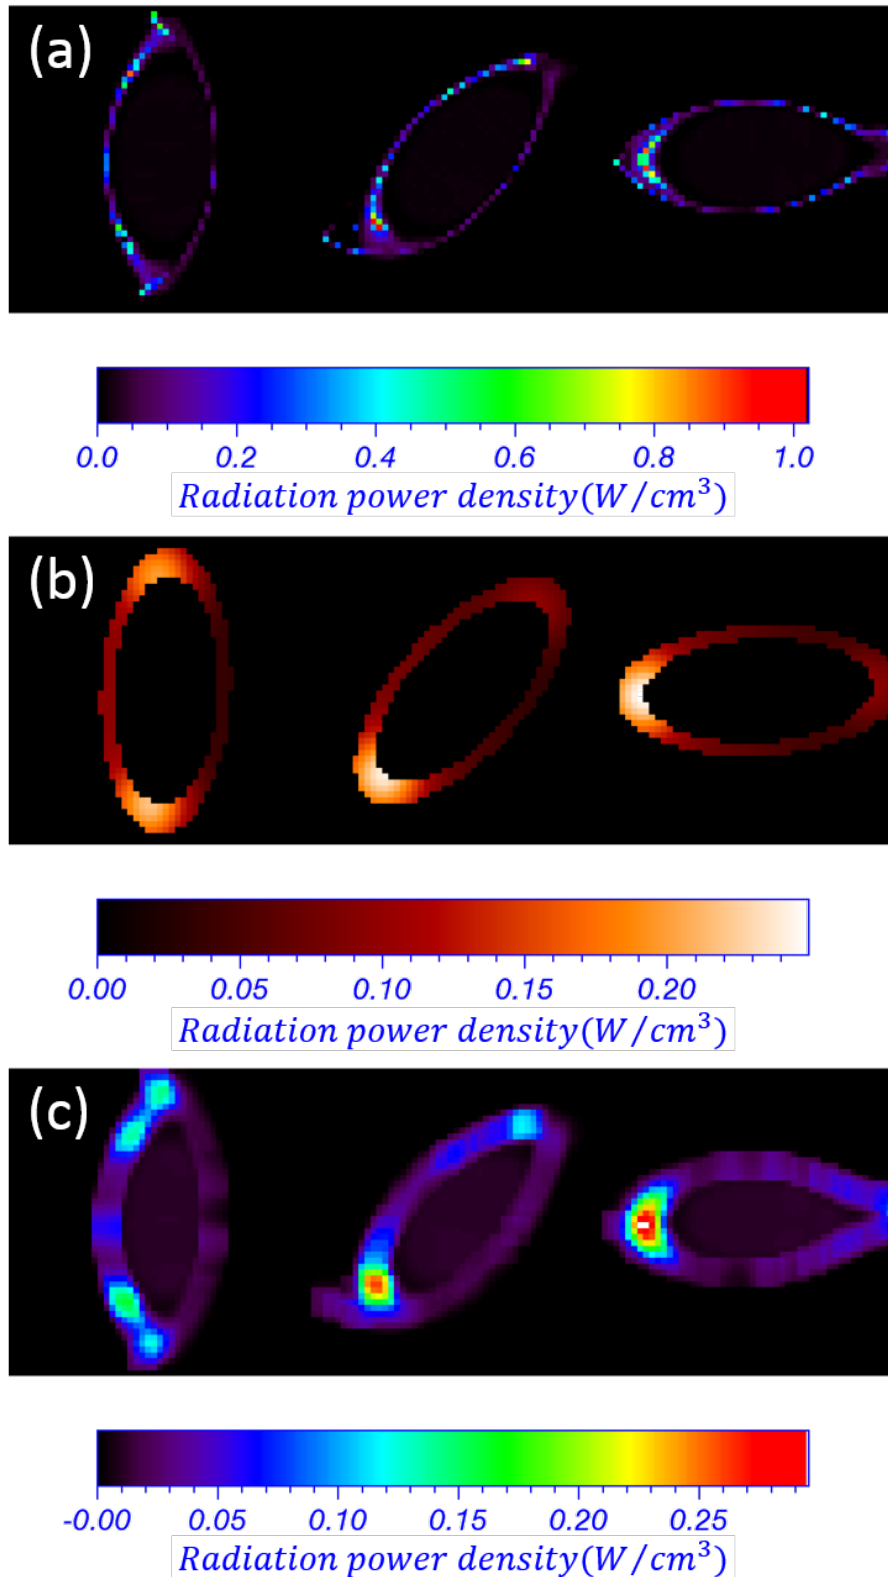 (a)
0.0 0.2 0.4 0.6 0.8 1.0
Radiation power density(W/cm³)
(b)
0.00 0.05 0.10 0.15 0.20
Radiation power density(W/cm³)
(c)
-0.00 0.05 0.10 0.15 0.20 0.25
Radiation power density(W/cm³)